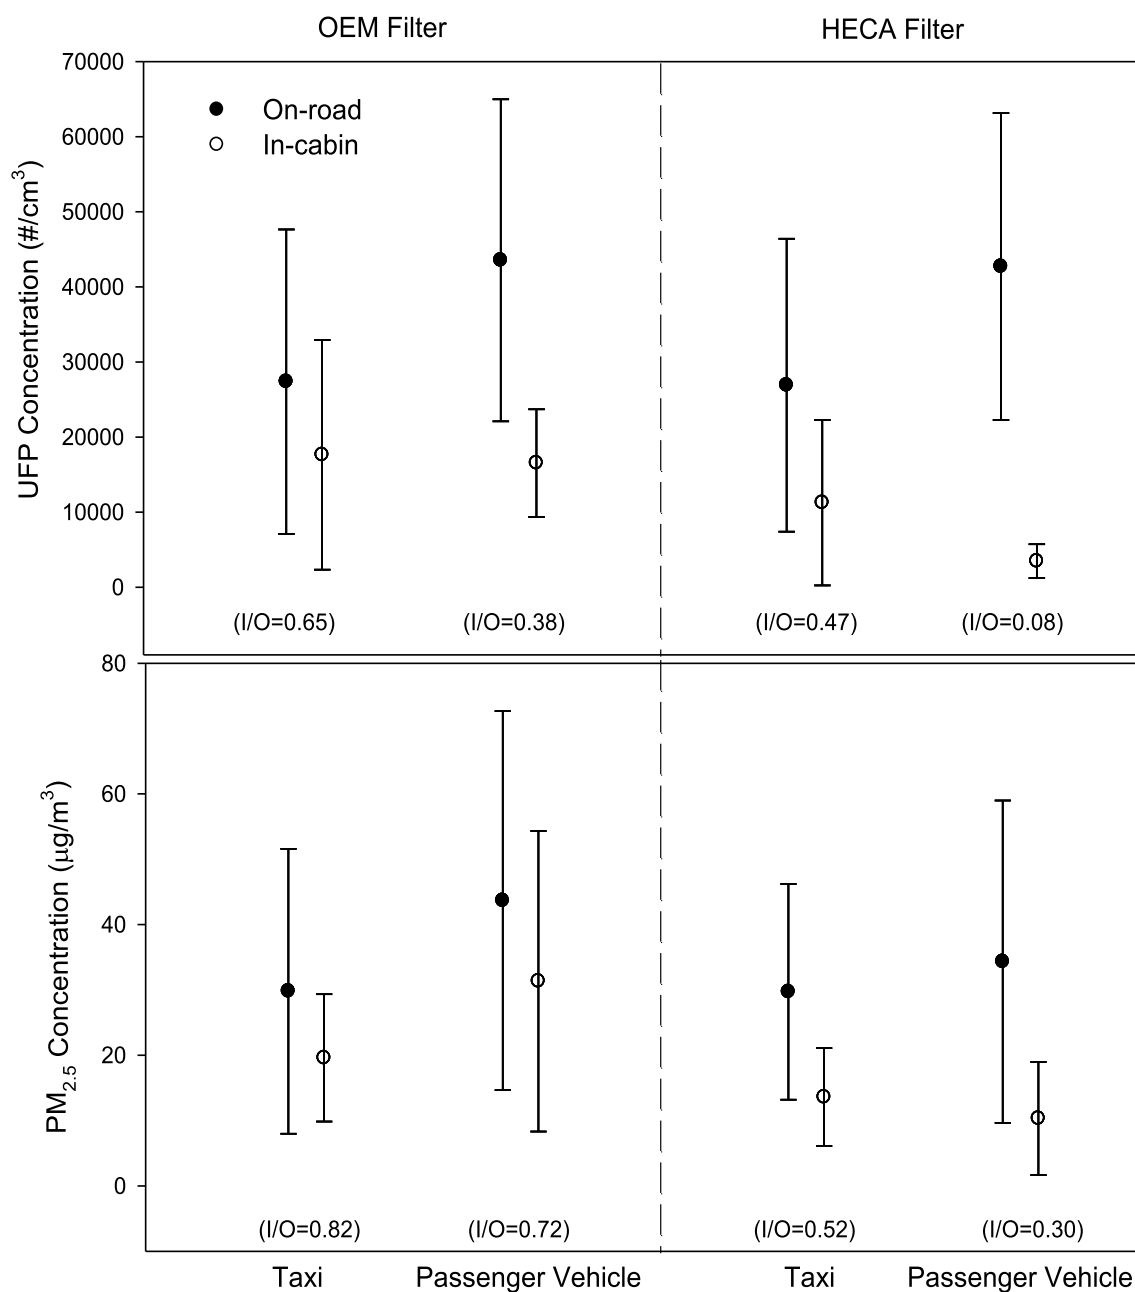 OEM Filter
HECA Filter
70000
60000
50000
40000
30000
20000
10000
0
UFP Concentration (#/cm³)
On-road
In-cabin
(I/O=0.65)
(I/O=0.38)
(I/O=0.47)
(I/O=0.08)
80
60
40
20
0
PM₂.₅ Concentration (µg/m³)
(I/O=0.82)
(I/O=0.72)
(I/O=0.52)
(I/O=0.30)
Taxi
Passenger Vehicle
Taxi
Passenger Vehicle